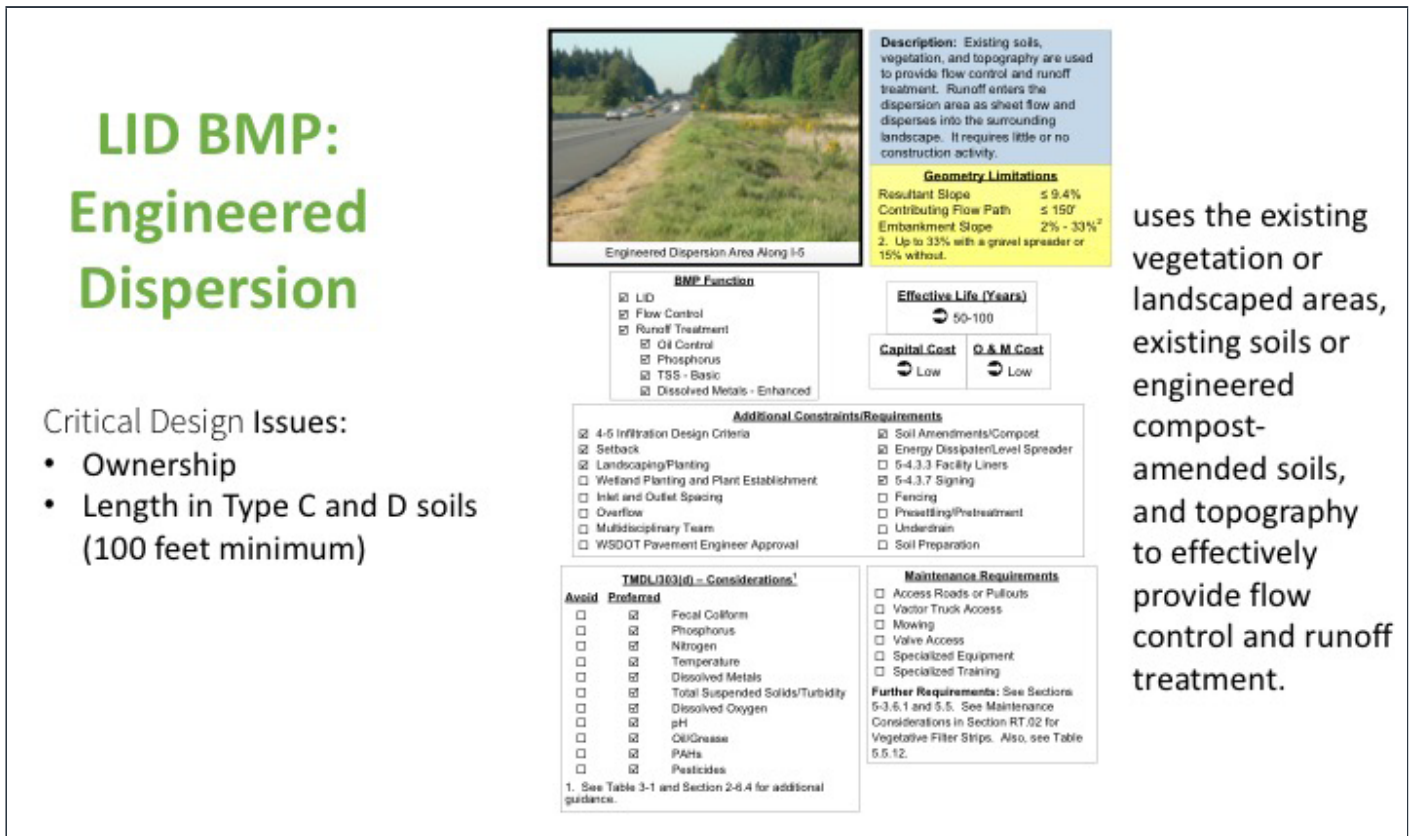 LID BMP:
Engineered
Dispersion
Critical Design Issues:
• Ownership
• Length in Type C and D soils
(100 feet minimum)
Engineered Dispersion Area Along I-5
Description: Existing soils,
vegetation, and topography are used
to provide flow control and runoff
treatment. Runoff enters the
dispersion area as sheet flow and
disperses into the surrounding
landscape. It requires little or no
construction activity.
Geometry Limitations
Resultant Slope ≤ 9.4%
Contributing Flow Path ≤ 150'
Embankment Slope 2% - 33%²
2. Up to 33% with a gravel spreader or
15% without.
BMP Function
☑ LID
☑ Flow Control
☑ Runoff Treatment
☑ Oil Control
☑ Phosphorus
☑ TSS - Basic
☑ Dissolved Metals - Enhanced
Effective Life (Years)
➲ 50-100
Capital Cost
➲ Low
O & M Cost
➲ Low
Additional Constraints/Requirements
☑ 4-5 Infiltration Design Criteria
☑ Setback
☑ Landscaping/Planting
☐ Wetland Planting and Plant Establishment
☐ Inlet and Outlet Spacing
☐ Overflow
☐ Multidisciplinary Team
☐ WSDOT Pavement Engineer Approval
☑ Soil Amendments/Compost
☑ Energy Dissipater/Level Spreader
☐ 5-4.3.3 Facility Liners
☑ 5-4.3.7 Signing
☐ Fencing
☐ Presettling/Pretreatment
☐ Underdrain
☐ Soil Preparation
TMDL/303(d) – Considerations¹
Avoid Preferred
☐ ☑ Fecal Coliform
☐ ☑ Phosphorus
☐ ☑ Nitrogen
☐ ☑ Temperature
☐ ☑ Dissolved Metals
☐ ☑ Total Suspended Solids/Turbidity
☐ ☑ Dissolved Oxygen
☐ ☑ pH
☐ ☑ Oil/Grease
☐ ☑ PAHs
☐ ☑ Pesticides
1. See Table 3-1 and Section 2-6.4 for additional
guidance.
Maintenance Requirements
☐ Access Roads or Pullouts
☐ Vactor Truck Access
☐ Mowing
☐ Valve Access
☐ Specialized Equipment
☐ Specialized Training
Further Requirements: See Sections
5-3.6.1 and 5.5. See Maintenance
Considerations in Section RT.02 for
Vegetative Filter Strips. Also, see Table
5.5.12.
uses the existing
vegetation or
landscaped areas,
existing soils or
engineered
compost-
amended soils,
and topography
to effectively
provide flow
control and runoff
treatment.